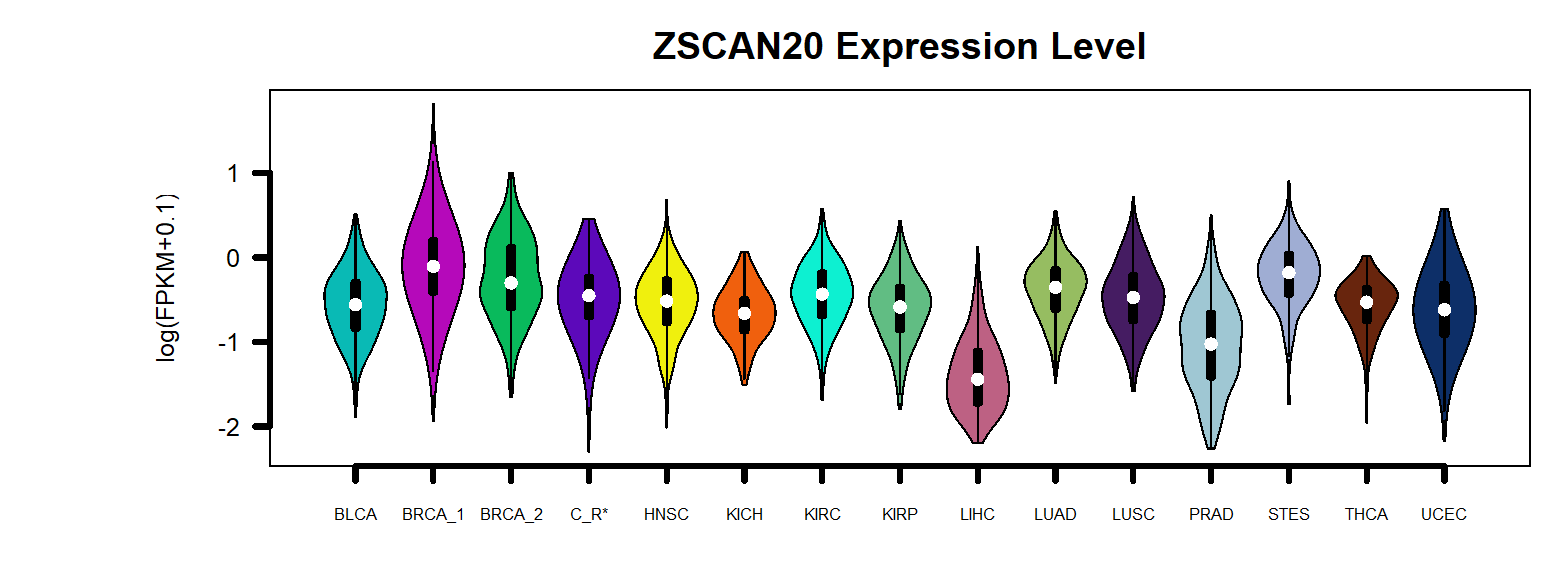 ZSCAN20 Expression Level
log(FPKM+0.1)
1
0
-1
-2
BLCA BRCA_1 BRCA_2 C_R* HNSC KICH KIRC KIRP LIHC LUAD LUSC PRAD STES THCA UCEC